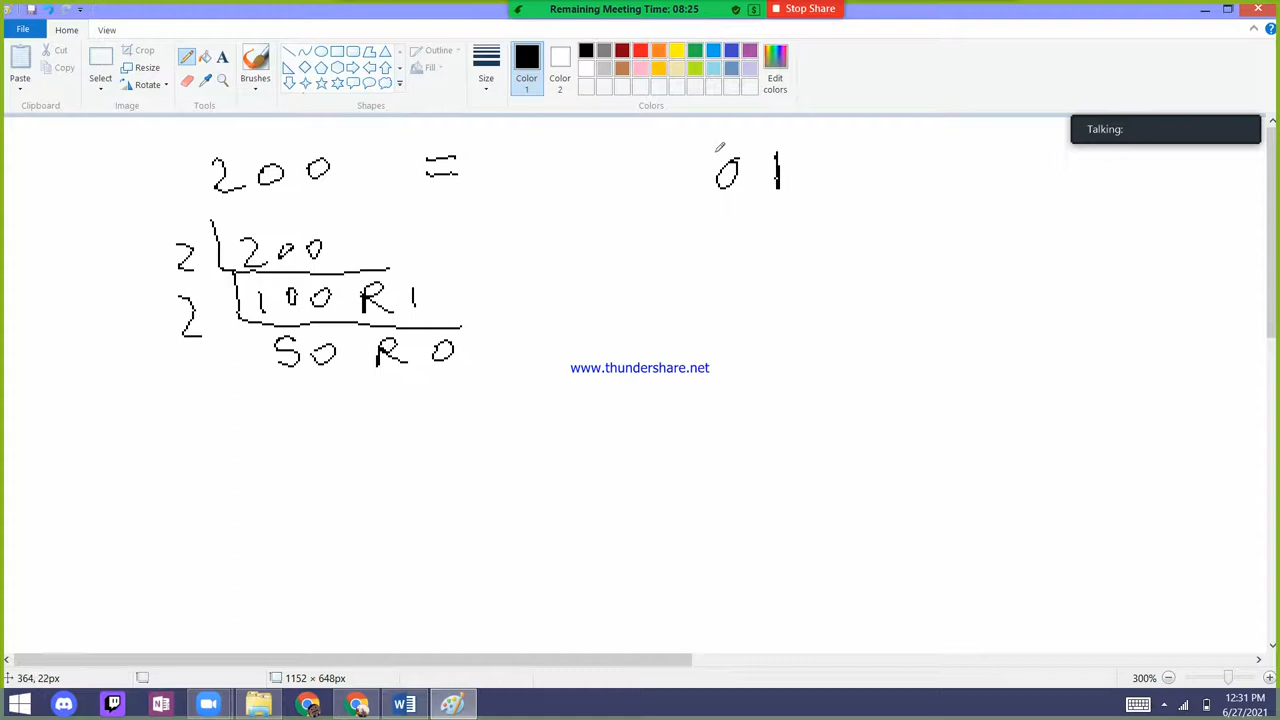 Remaining Meeting Time: 08:25 $ Stop Share
File Home View
Paste Cut Copy
Select Crop Resize Rotate
A
Brushes
Outline Fill
Size
Color 1
Color 2
Edit colors
Clipboard Image Tools Shapes Colors
Talking:
200 = 01
2 200
2 100 R 1
50 R 0
www.thundershare.net
364, 22px 1152 × 648px 300%
12:31 PM
6/27/2021